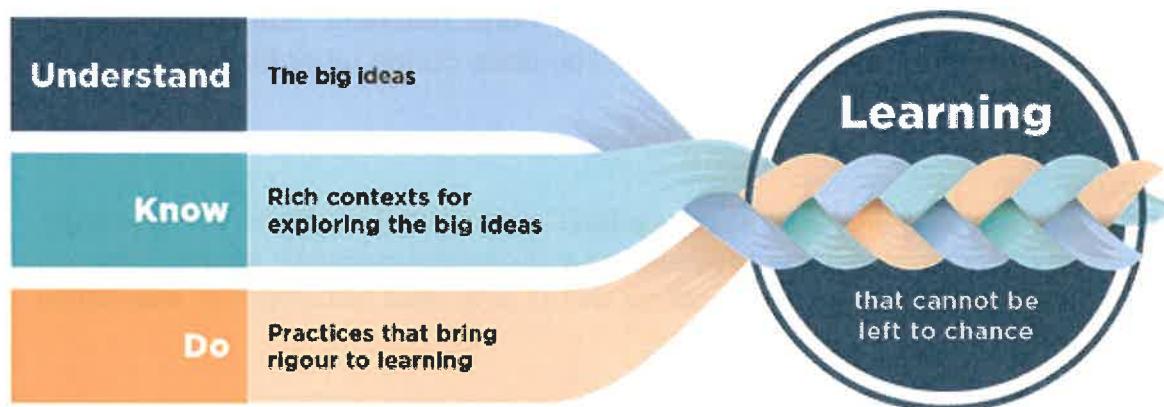 Understand
The big ideas
Know
Rich contexts for
exploring the big ideas
Do
Practices that bring
rigour to learning
Learning
that cannot be
left to chance